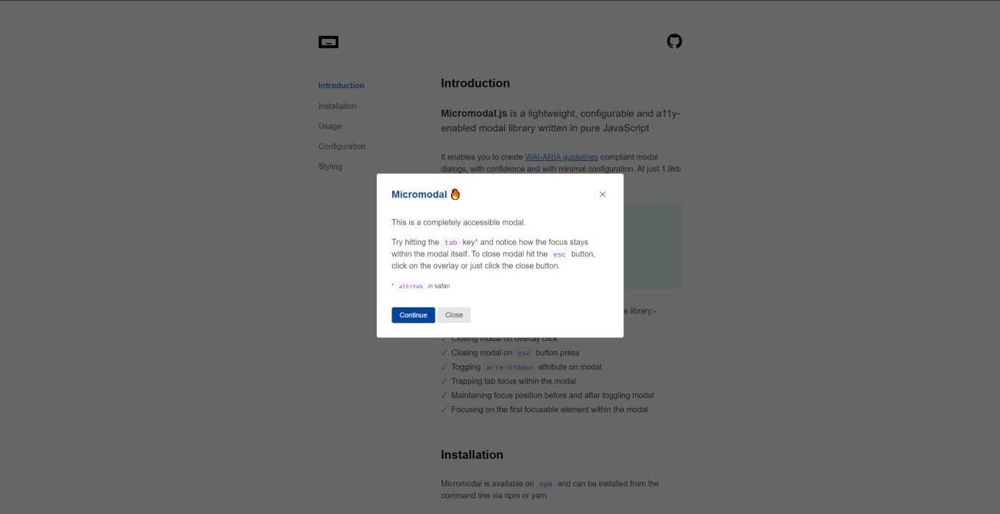 Introduction
Installation
Usage
Configuration
Styling
Introduction
Micromodal.js is a lightweight, configurable and a11y-
enabled modal library written in pure JavaScript
It enables you to create WAI-ARIA guidelines compliant modal
dialogs, with confidence and with minimal configuration. At just 1.9kb
Micromodal 🔥
This is a completely accessible modal.
Try hitting the tab key* and notice how the focus stays
within the modal itself. To close modal hit the esc button,
click on the overlay or just click the close button.
* alt+tab in safari
Continue Close
e library:-
✓ Closing modal on overlay click
✓ Closing modal on esc button press
✓ Toggling aria-hidden attribute on modal
✓ Trapping tab focus within the modal
✓ Maintaining focus position before and after toggling modal
✓ Focusing on the first focusable element within the modal
Installation
Micromodal is available on npm and can be installed from the
command line via npm or yarn